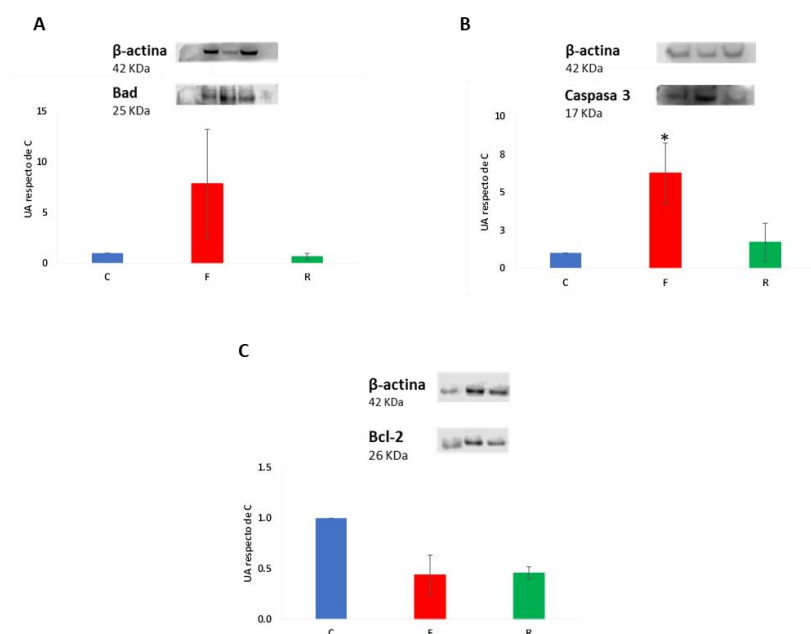 A
β-actina
42 KDa
Bad
25 KDa
15
10
5
0
UA respecto de C
C
F
R
B
β-actina
42 KDa
Caspasa 3
17 KDa
10
8
5
3
0
UA respecto de C
*
C
F
R
C
β-actina
42 KDa
Bcl-2
26 KDa
1.5
1.0
0.5
0.0
UA respecto de C
C
F
R